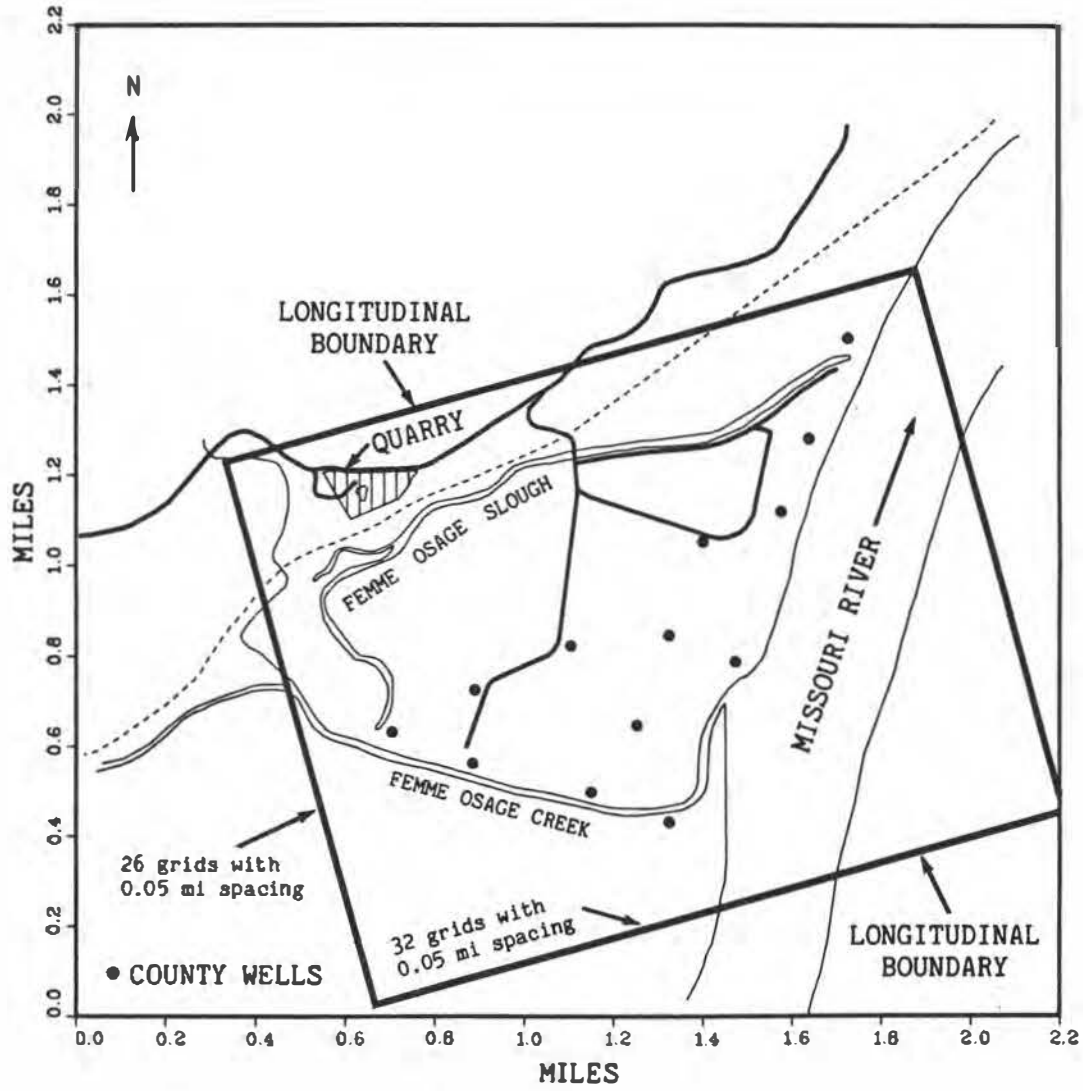 2.2
2.0
1.8
1.6
1.4
1.2
1.0
0.8
0.6
0.4
0.2
0.0
MILES
N
LONGITUDINAL
BOUNDARY
QUARRY
FEMME OSAGE SLOUGH
MISSOURI RIVER
FEMME OSAGE CREEK
26 grids with
0.05 mi spacing
32 grids with
0.05 mi spacing
LONGITUDINAL
BOUNDARY
COUNTY WELLS
0.0 0.2 0.4 0.6 0.8 1.0 1.2 1.4 1.6 1.8 2.0 2.2
MILES